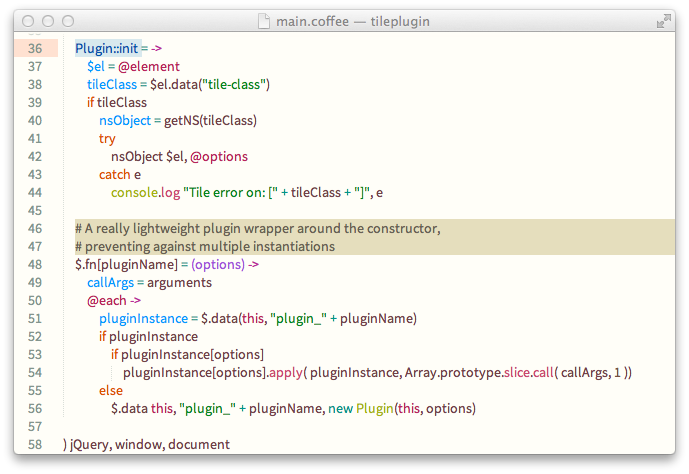 main.coffee — tileplugin
36 Plugin::init = ->
37 $el = @element
38 tileClass = $el.data("tile-class")
39 if tileClass
40 nsObject = getNS(tileClass)
41 try
42 nsObject $el, @options
43 catch e
44 console.log "Tile error on: [" + tileClass + "]", e
45
46 # A really lightweight plugin wrapper around the constructor,
47 # preventing against multiple instantiations
48 $.fn[pluginName] = (options) ->
49 callArgs = arguments
50 @each ->
51 pluginInstance = $.data(this, "plugin_" + pluginName)
52 if pluginInstance
53 if pluginInstance[options]
54 pluginInstance[options].apply( pluginInstance, Array.prototype.slice.call( callArgs, 1 ))
55 else
56 $.data this, "plugin_" + pluginName, new Plugin(this, options)
57
58 ) jQuery, window, document